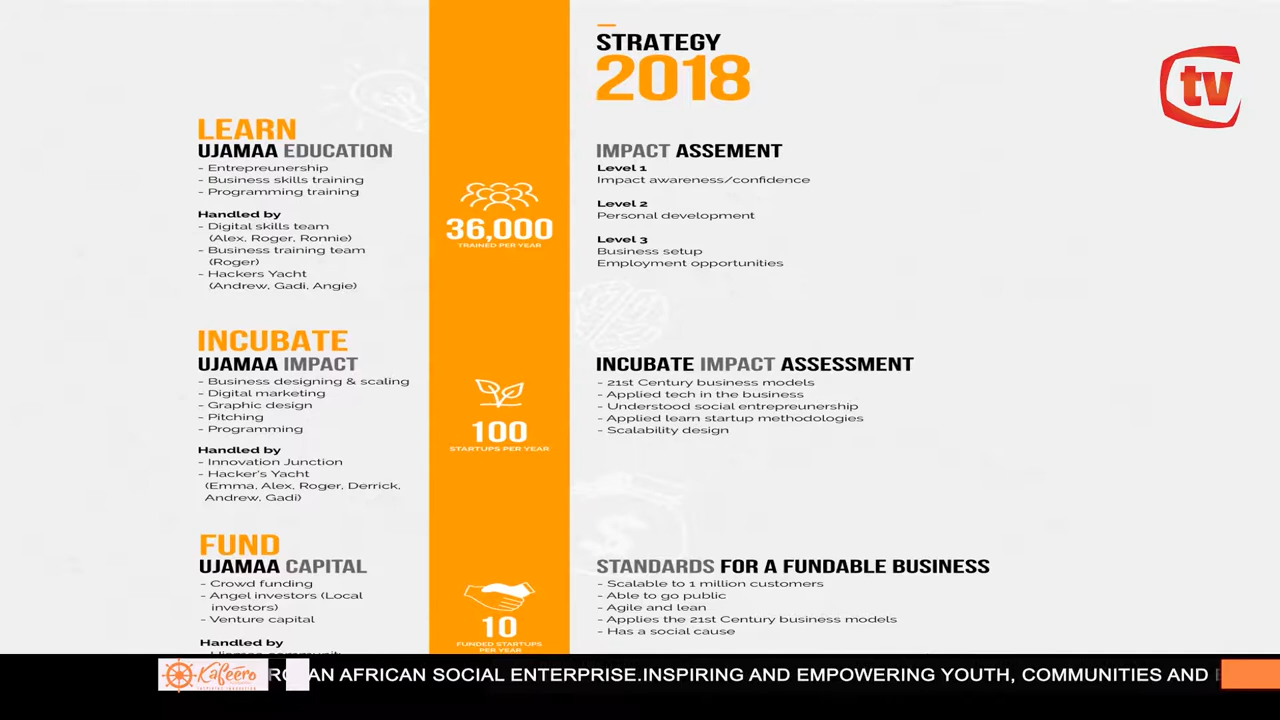 STRATEGY
2018
tv
LEARN
UJAMAA EDUCATION
- Entrepreunership
- Business skills training
- Programming training
Handled by
- Digital skills team
(Alex, Roger, Ronnie)
- Business training team
(Roger)
- Hackers Yacht
(Andrew, Gadi, Angie)
36,000
TRAINED PER YEAR
IMPACT ASSEMENT
Level 1
Impact awareness/confidence
Level 2
Personal development
Level 3
Business setup
Employment opportunities
INCUBATE
UJAMAA IMPACT
- Business designing & scaling
- Digital marketing
- Graphic design
- Pitching
- Programming
Handled by
- Innovation Junction
- Hacker's Yacht
(Emma, Alex, Roger, Derrick,
Andrew, Gadi)
100
STARTUPS PER YEAR
INCUBATE IMPACT ASSESSMENT
- 21st Century business models
- Applied tech in the business
- Understood social entrepreunership
- Applied learn startup methodologies
- Scalability design
FUND
UJAMAA CAPITAL
- Crowd funding
- Angel investors (Local
investors)
- Venture capital
Handled by
10
FUNDED STARTUPS
PER YEAR
STANDARDS FOR A FUNDABLE BUSINESS
- Scalable to 1 million customers
- Able to go public
- Agile and lean
- Applies the 21st Century business models
- Has a social cause
Kafeero
AN AFRICAN SOCIAL ENTERPRISE.INSPIRING AND EMPOWERING YOUTH, COMMUNITIES AND